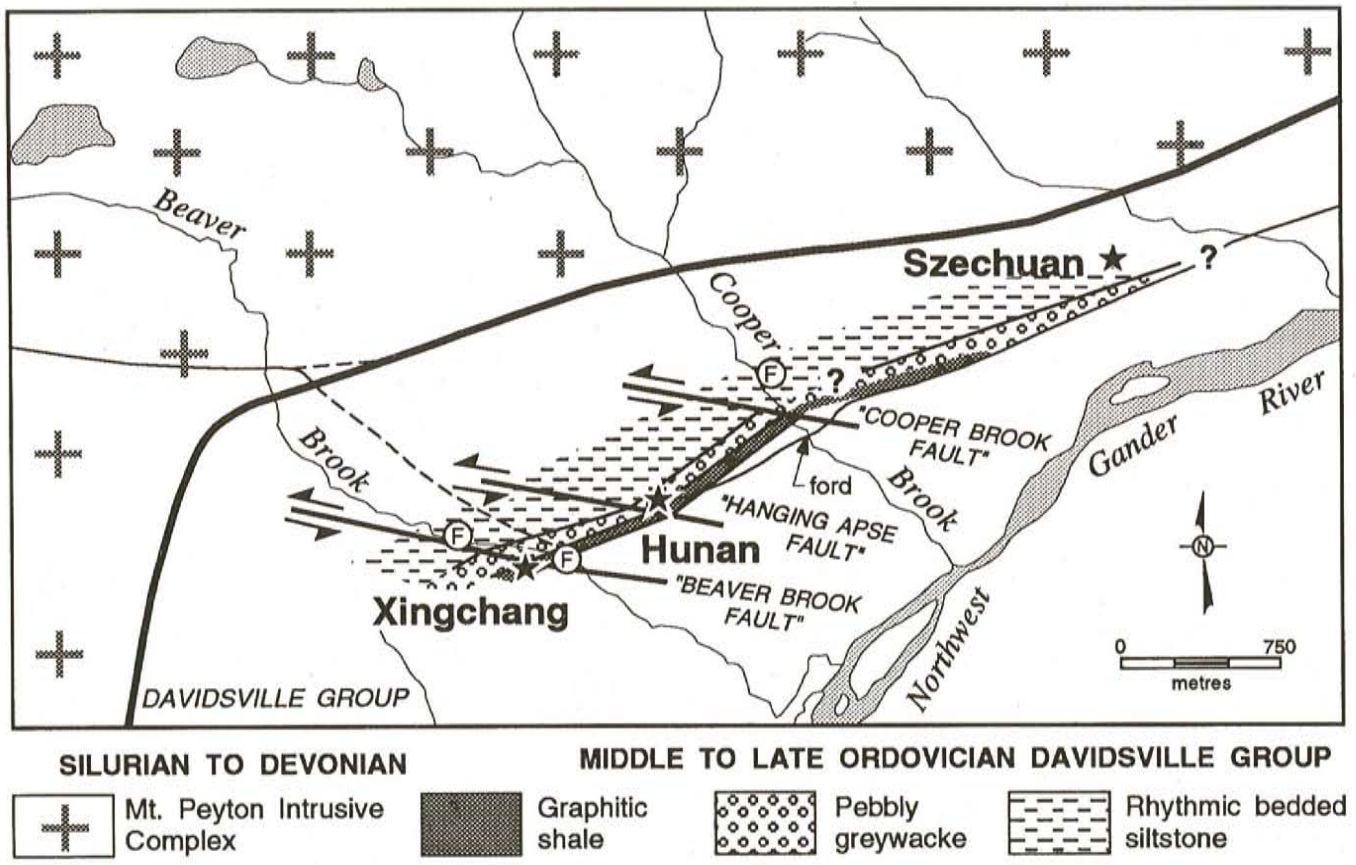 Beaver
Brook
Cooper
Brook
Szechuan
?
?
F
F
F
"COOPER BROOK
FAULT"
ford
"HANGING APSE
FAULT"
Hunan
"BEAVER BROOK
FAULT"
Xingchang
Northwest
Gander
River
N
0 750
metres
DAVIDSVILLE GROUP
SILURIAN TO DEVONIAN
Mt. Peyton Intrusive
Complex
MIDDLE TO LATE ORDOVICIAN DAVIDSVILLE GROUP
Graphitic
shale
Pebbly
greywacke
Rhythmic bedded
siltstone